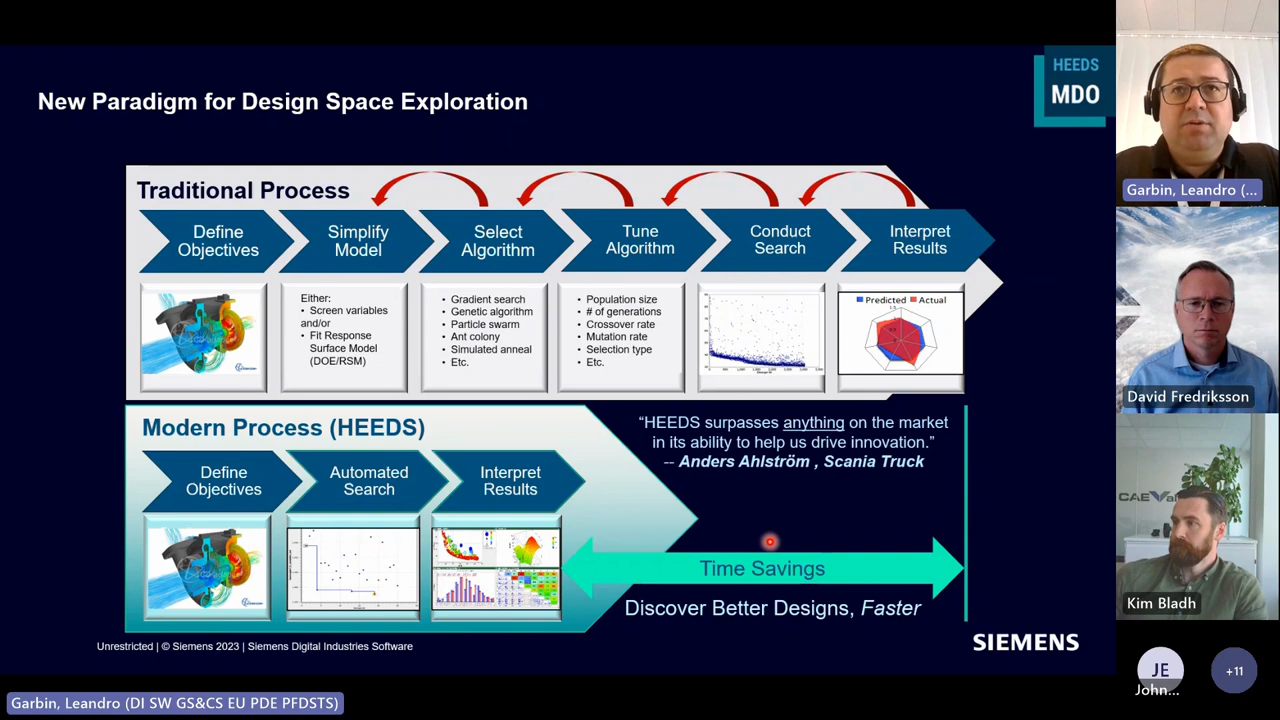 New Paradigm for Design Space Exploration
HEEDS
MDO
Traditional Process
Define
Objectives
Simplify
Model
Select
Algorithm
Tune
Algorithm
Conduct
Search
Interpret
Results
Either:
• Screen variables
and/or
• Fit Response
Surface Model
(DOE/RSM)
• Gradient search
• Genetic algorithm
• Particle swarm
• Ant colony
• Simulated anneal
• Etc.
• Population size
• # of generations
• Crossover rate
• Mutation rate
• Selection type
• Etc.
Predicted Actual
Modern Process (HEEDS)
Define
Objectives
Automated
Search
Interpret
Results
“HEEDS surpasses anything on the market
in its ability to help us drive innovation.”
-- Anders Ahlström , Scania Truck
Time Savings
Discover Better Designs, Faster
Unrestricted | © Siemens 2023 | Siemens Digital Industries Software
SIEMENS
Garbin, Leandro (DI SW GS&CS EU PDE PFDSTS)
Garbin, Leandro (...
David Fredriksson
Kim Bladh
JE
John...
+11